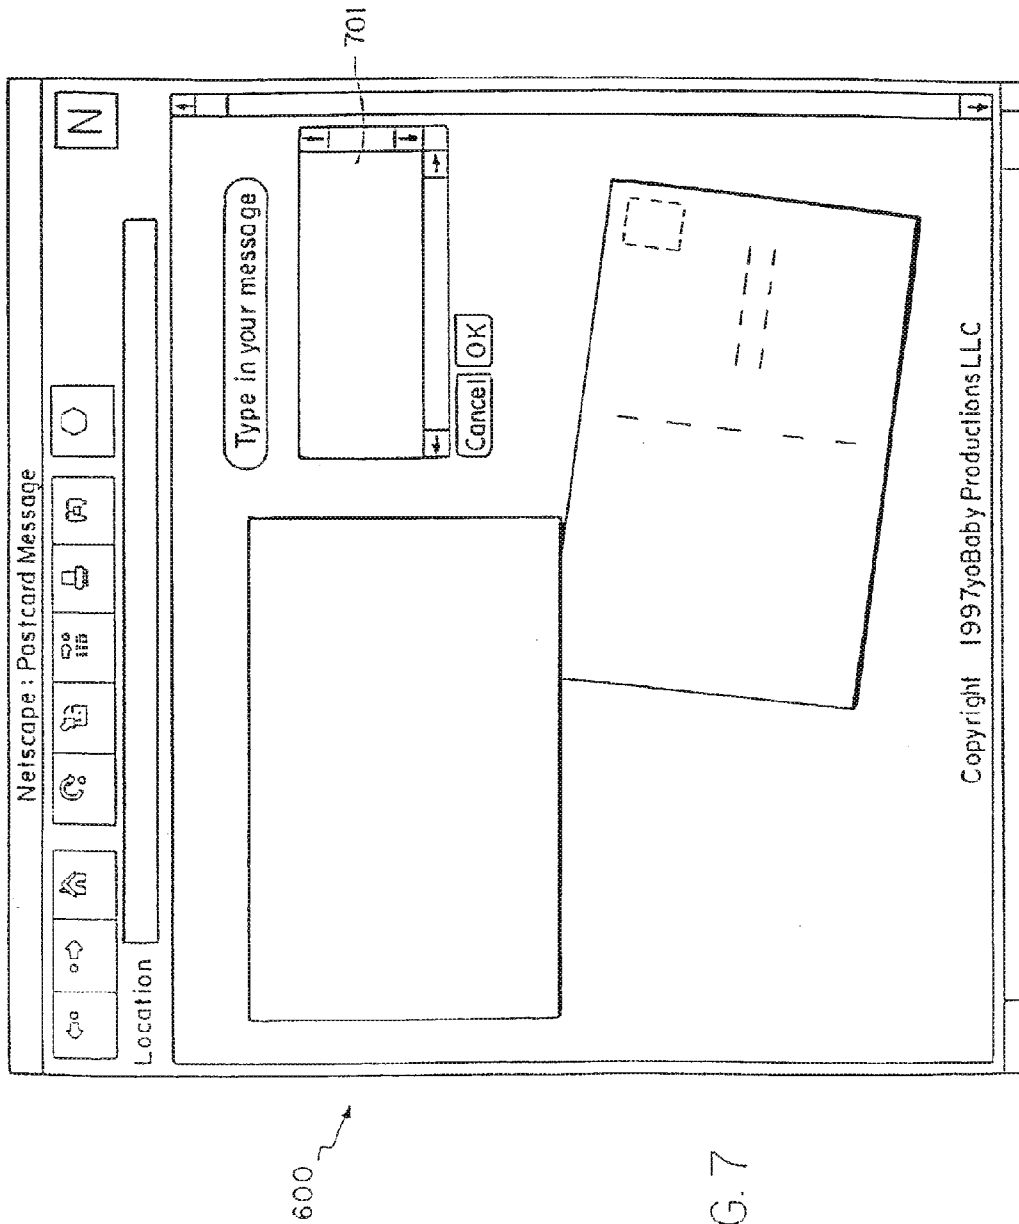 Netscape : Postcard Message
N
Location
Type in your message
701
Cancel OK
Copyright 1997yoBaby Productions LLC
600
G. 7